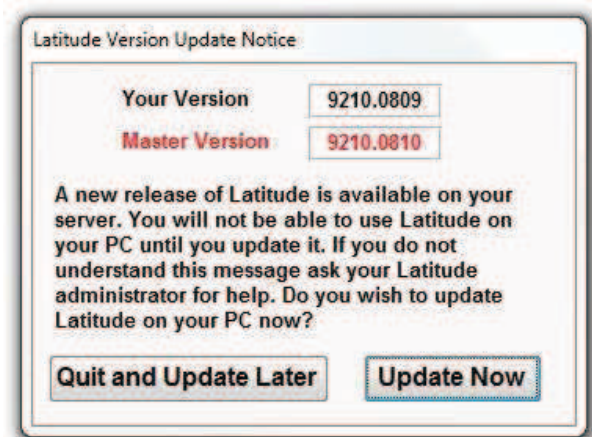 Latitude Version Update Notice
Your Version 9210.0809
Master Version 9210.0810
A new release of Latitude is available on your
server. You will not be able to use Latitude on
your PC until you update it. If you do not
understand this message ask your Latitude
administrator for help. Do you wish to update
Latitude on your PC now?
Quit and Update Later Update Now